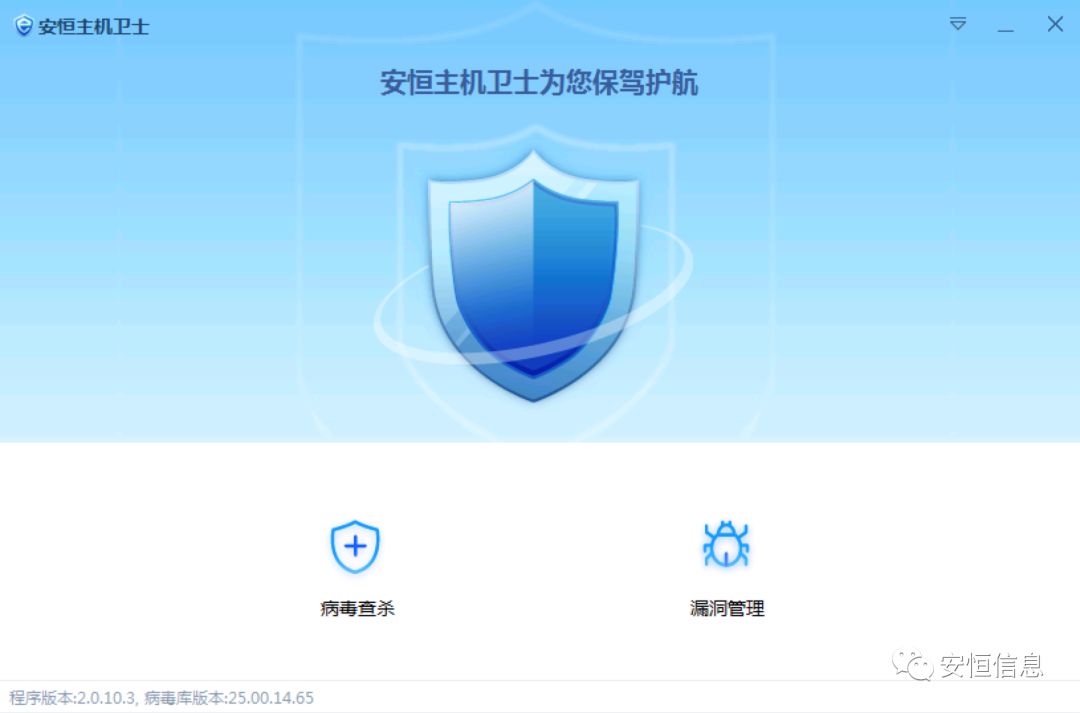 安恒主机卫士
安恒主机卫士为您保驾护航
病毒查杀
漏洞管理
安恒信息
程序版本:2.0.10.3, 病毒库版本:25.00.14.65